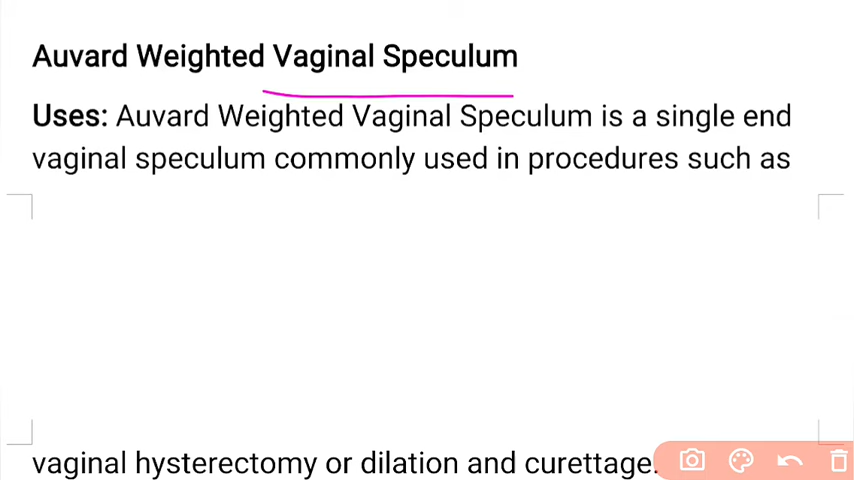 Auvard Weighted Vaginal Speculum
Uses: Auvard Weighted Vaginal Speculum is a single end
vaginal speculum commonly used in procedures such as
vaginal hysterectomy or dilation and curettage.